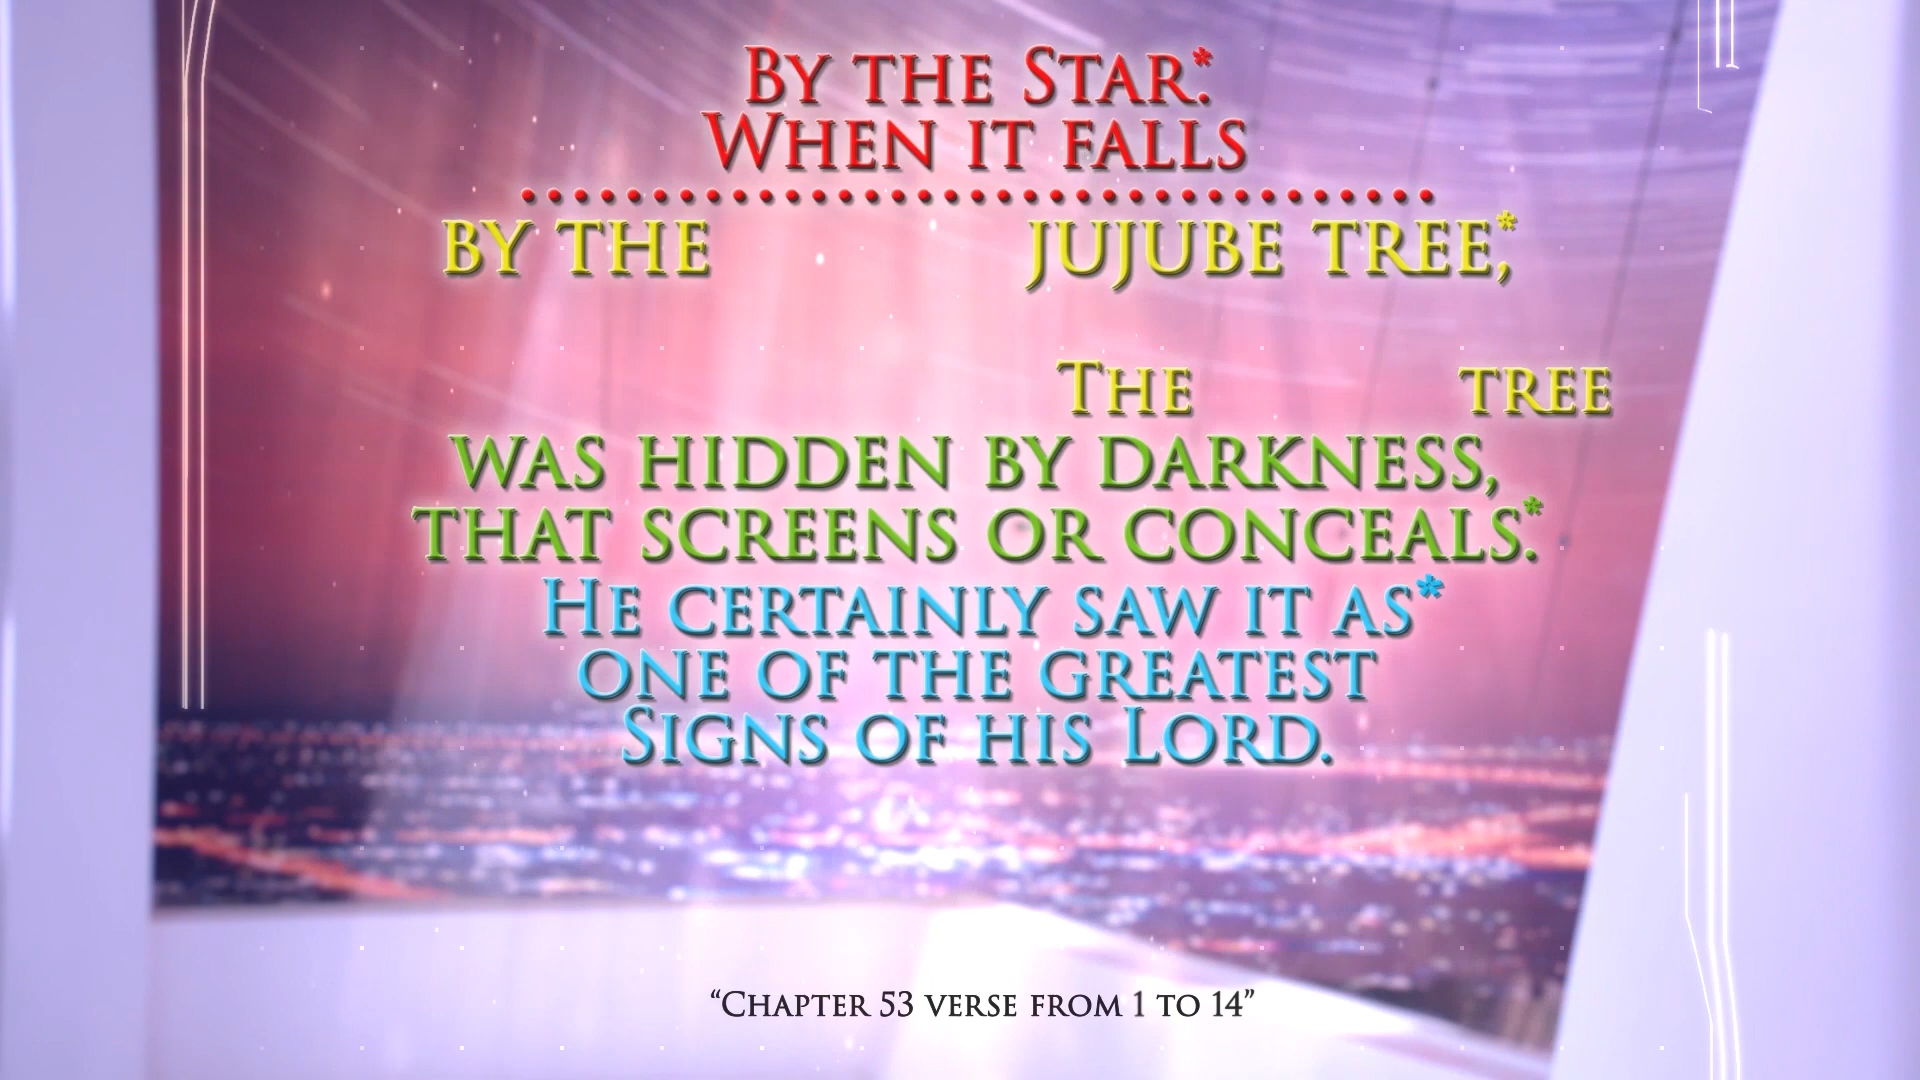 By the Star.*
When it falls
...................................
by the jujube tree,*
The tree
was hidden by darkness,
that screens or conceals.*
He certainly saw it as*
one of the greatest
Signs of his Lord.
“Chapter 53 verse from 1 to 14”